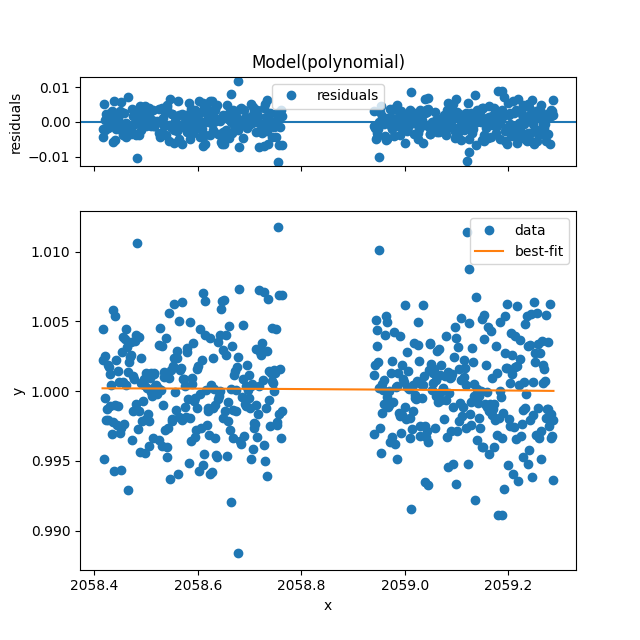 Model(polynomial)
residuals
0.01
0.00
−0.01
residuals
data
best-fit
y
1.010
1.005
1.000
0.995
0.990
2058.4 2058.6 2058.8 2059.0 2059.2
x